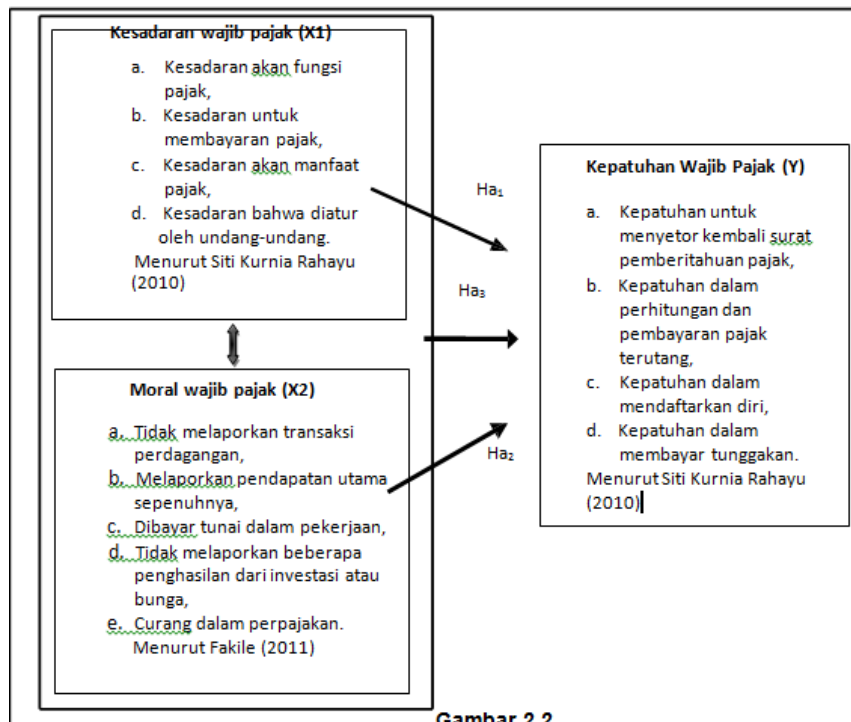 Kesadaran wajib pajak (X1)
a. Kesadaran akan fungsi
pajak,
b. Kesadaran untuk
membayaran pajak,
c. Kesadaran akan manfaat
pajak,
d. Kesadaran bahwa diatur
oleh undang-undang.
Menurut Siti Kurnia Rahayu
(2010)
Moral wajib pajak (X2)
a. Tidak melaporkan transaksi
perdagangan,
b. Melaporkan pendapatan utama
sepenuhnya,
c. Dibayar tunai dalam pekerjaan,
d. Tidak melaporkan beberapa
penghasilan dari investasi atau
bunga,
e. Curang dalam perpajakan.
Menurut Fakile (2011)
Ha₁
Ha₃
Ha₂
Kepatuhan Wajib Pajak (Y)
a. Kepatuhan untuk
menyetor kembali surat
pemberitahuan pajak,
b. Kepatuhan dalam
perhitungan dan
pembayaran pajak
terutang,
c. Kepatuhan dalam
mendaftarkan diri,
d. Kepatuhan dalam
membayar tunggakan.
Menurut Siti Kurnia Rahayu
(2010)
Gambar 2.2